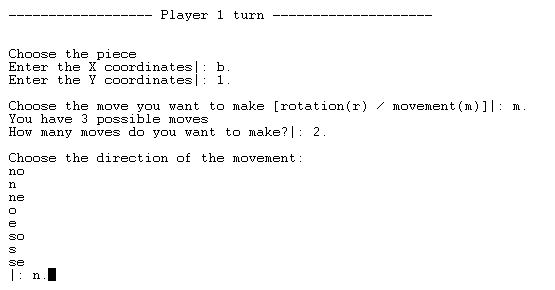 ------------------ Player 1 turn --------------------
Choose the piece
Enter the X coordinates|: b.
Enter the Y coordinates|: 1.
Choose the move you want to make [rotation(r) / movement(m)]|: m.
You have 3 possible moves
How many moves do you want to make?|: 2.
Choose the direction of the movement:
no
n
ne
o
e
so
s
se
|: n.